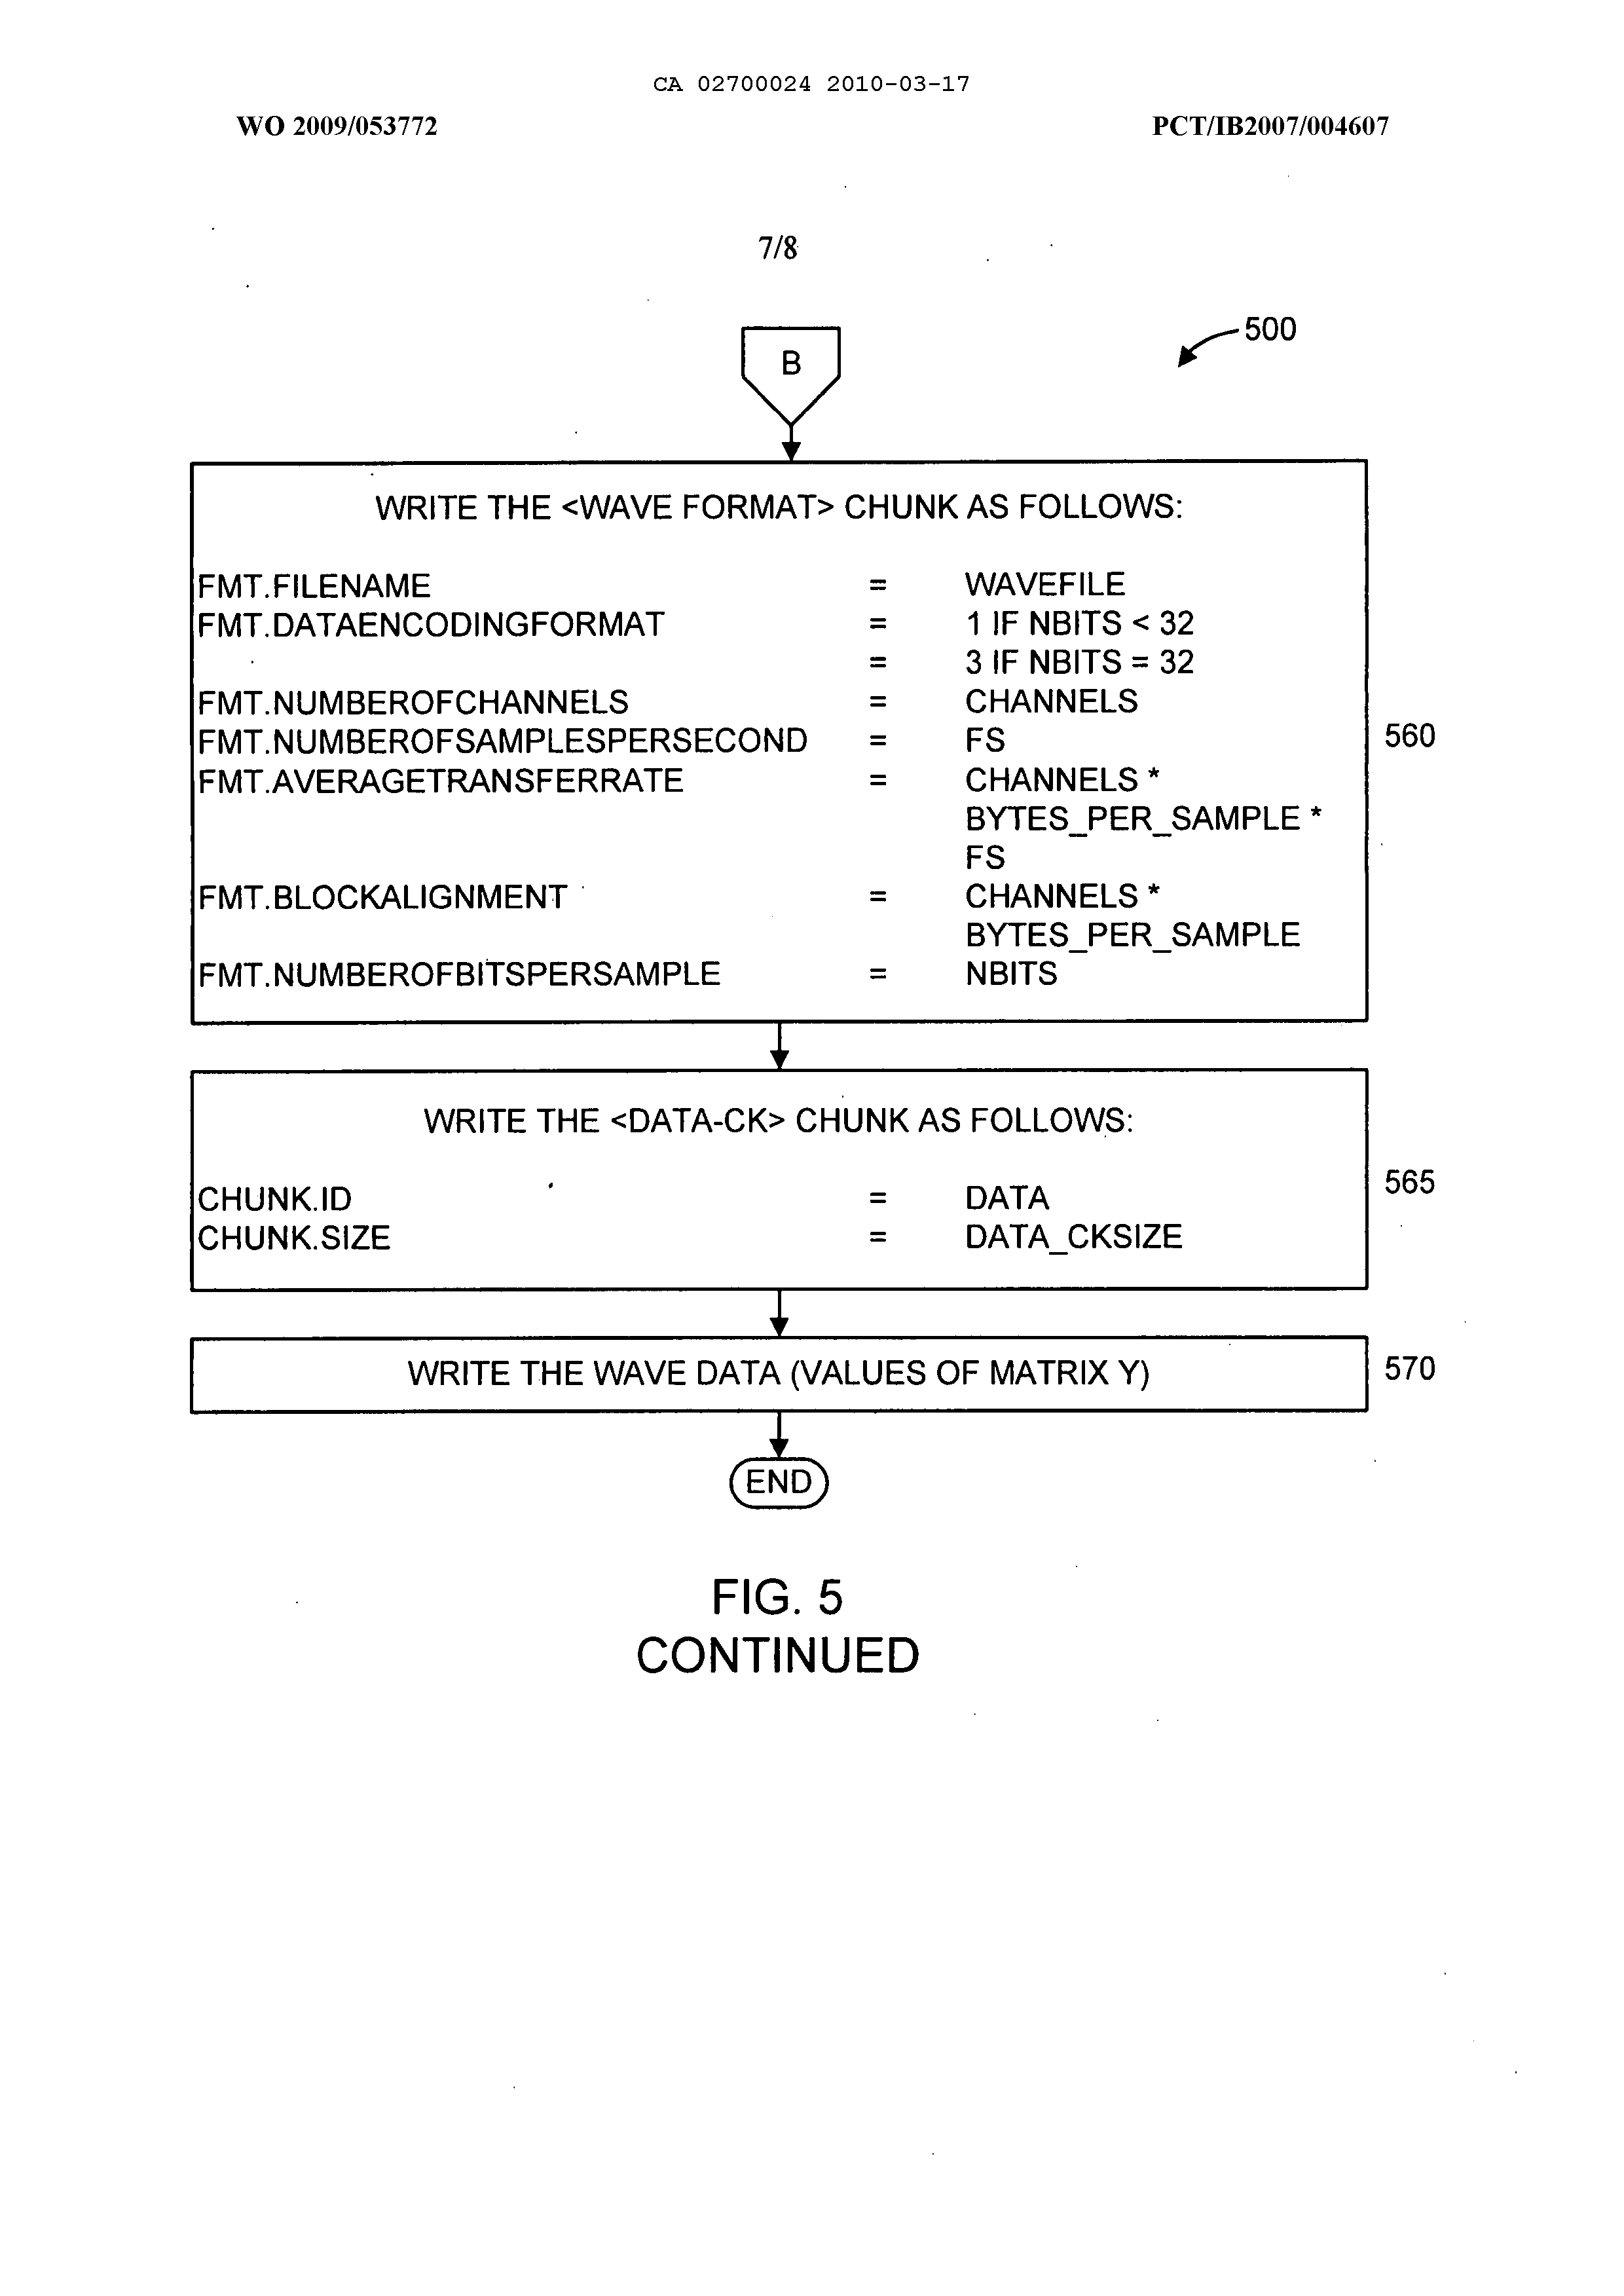 CA 02700024 2010-03-17
WO 2009/053772 PCT/IB2007/004607
7/8
500
B
WRITE THE <WAVE FORMAT> CHUNK AS FOLLOWS:
FMT.FILENAME = WAVEFILE
FMT.DATAENCODINGFORMAT = 1 IF NBITS < 32
= 3 IF NBITS = 32
FMT.NUMBEROFCHANNELS = CHANNELS
FMT.NUMBEROFSAMPLESPERSECOND = FS
560
FMT.AVERAGETRANSFERRATE = CHANNELS *
BYTES_PER_SAMPLE *
FS
FMT.BLOCKALIGNMENT = CHANNELS *
BYTES_PER_SAMPLE
FMT.NUMBEROFBITSPERSAMPLE = NBITS
WRITE THE <DATA-CK> CHUNK AS FOLLOWS:
565
CHUNK.ID = DATA
CHUNK.SIZE = DATA_CKSIZE
WRITE THE WAVE DATA (VALUES OF MATRIX Y) 570
END
FIG. 5
CONTINUED